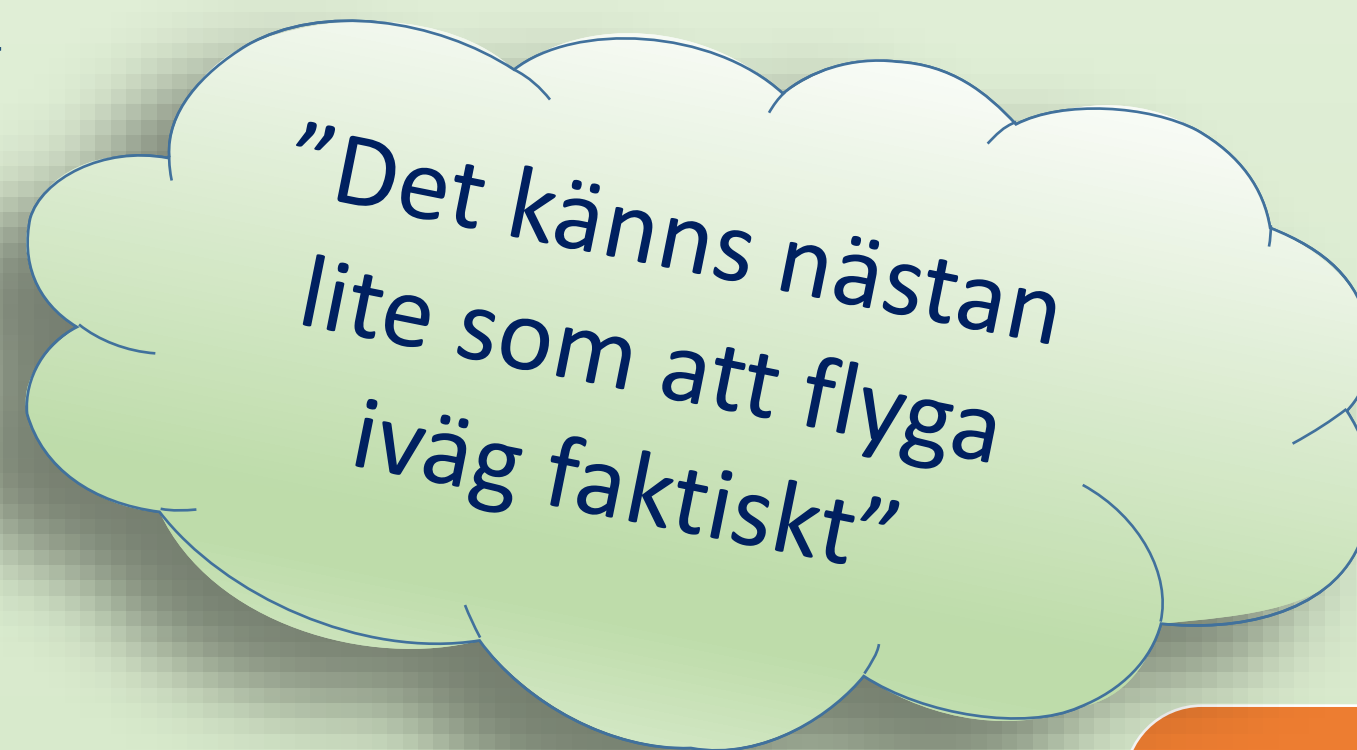 ”Det känns nästan
lite som att flyga
iväg faktiskt”